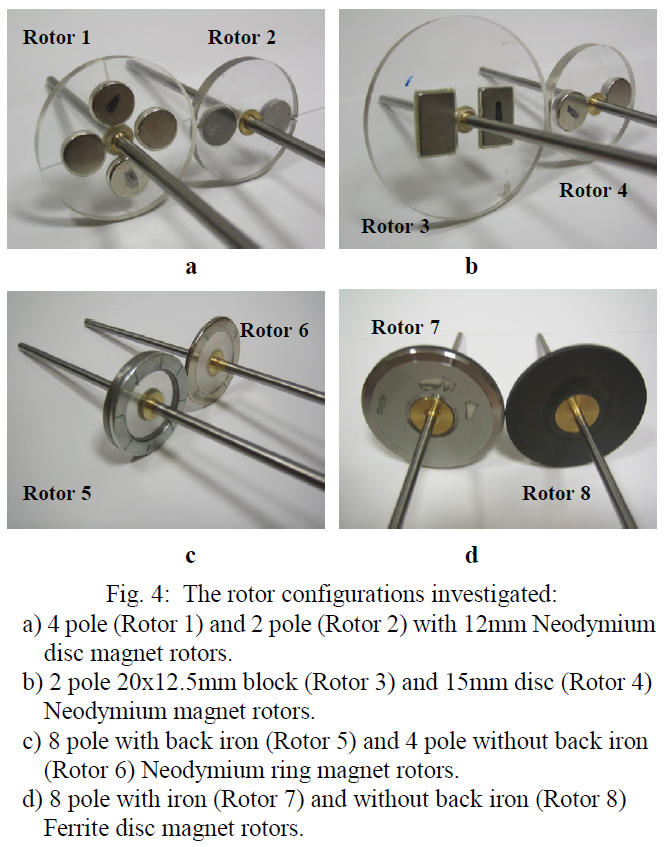 Rotor 1
Rotor 2
Rotor 3
Rotor 4
a
b
Rotor 5
Rotor 6
Rotor 7
Rotor 8
c
d
Fig. 4: The rotor configurations investigated:
a) 4 pole (Rotor 1) and 2 pole (Rotor 2) with 12mm Neodymium
disc magnet rotors.
b) 2 pole 20x12.5mm block (Rotor 3) and 15mm disc (Rotor 4)
Neodymium magnet rotors.
c) 8 pole with back iron (Rotor 5) and 4 pole without back iron
(Rotor 6) Neodymium ring magnet rotors.
d) 8 pole with iron (Rotor 7) and without back iron (Rotor 8)
Ferrite disc magnet rotors.